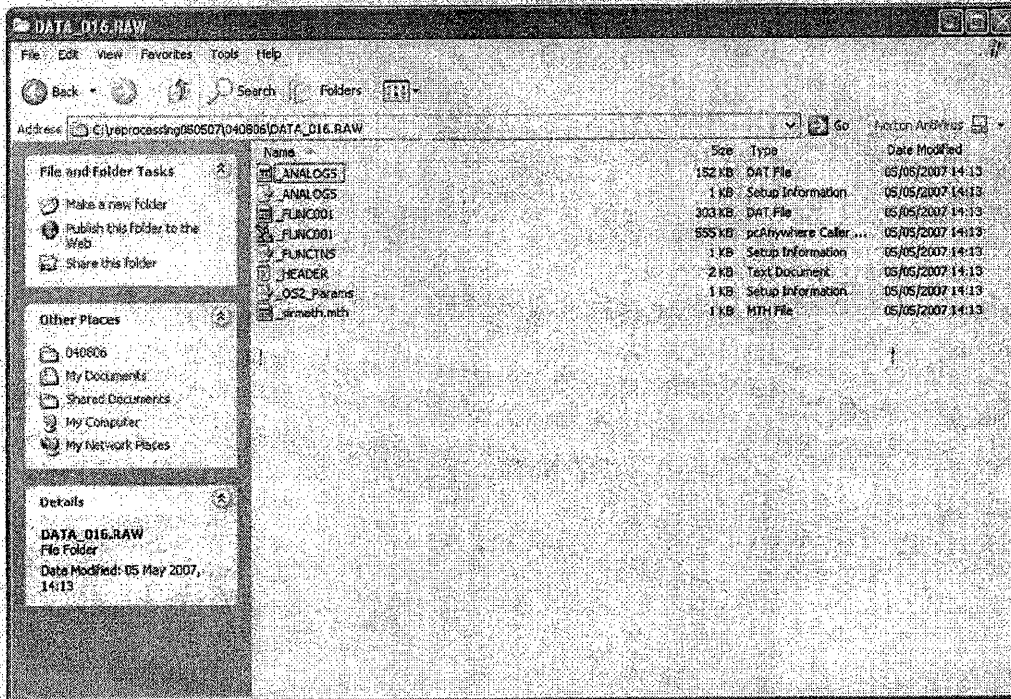 DATA_016.RAW
File Edit View Favorites Tools Help
Back Search Folders
Address C:\reprocessing060507\040806\DATA_016.RAW Go Norton AntiVirus
File and Folder Tasks
Make a new folder
Publish this folder to the
Web
Share this folder
Other Places
040806
My Documents
Shared Documents
My Computer
My Network Places
Details
DATA_016.RAW
File Folder
Date Modified: 05 May 2007,
14:13
Name Size Type Date Modified
_ANALOGS 152 KB DAT File 05/05/2007 14:13
_ANALOGS 1 KB Setup Information 05/05/2007 14:13
_FUNC001 303 KB DAT File 05/05/2007 14:13
_FUNC001 555 KB pcAnywhere Caller ... 05/05/2007 14:13
_FUNCTNS 1 KB Setup Information 05/05/2007 14:13
_HEADER 2 KB Text Document 05/05/2007 14:13
_OS2_Params 1 KB Setup Information 05/05/2007 14:13
_sirmeth.mth 1 KB MTH File 05/05/2007 14:13